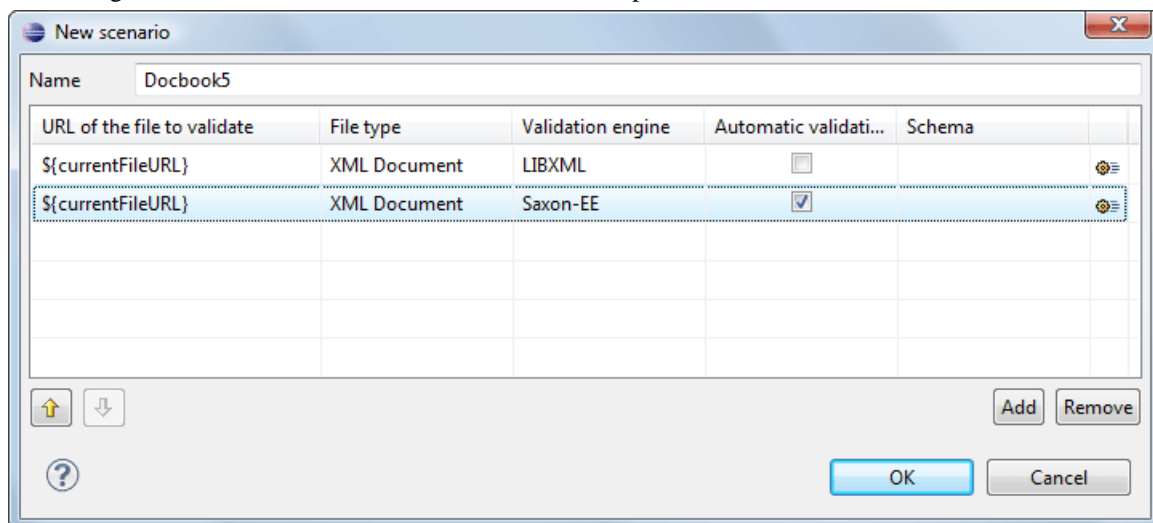 New scenario
Name Docbook5
URL of the file to validate File type Validation engine Automatic validati... Schema
${currentFileURL} XML Document LIBXML
${currentFileURL} XML Document Saxon-EE
Add Remove
? OK Cancel